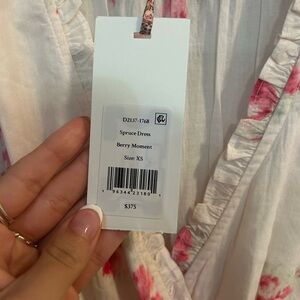 D2137-1768
Spruce Dress
Berry Moment
Size: XS
$375